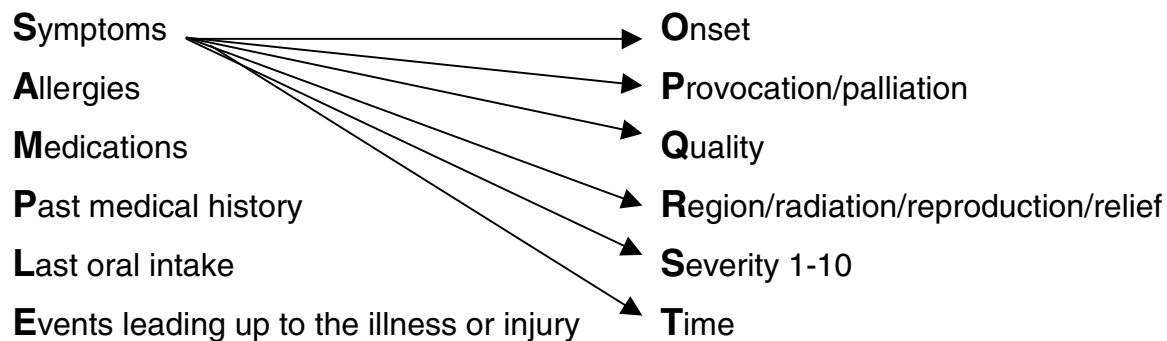 Symptoms
Allergies
Medications
Past medical history
Last oral intake
Events leading up to the illness or injury
Onset
Provocation/palliation
Quality
Region/radiation/reproduction/relief
Severity 1-10
Time